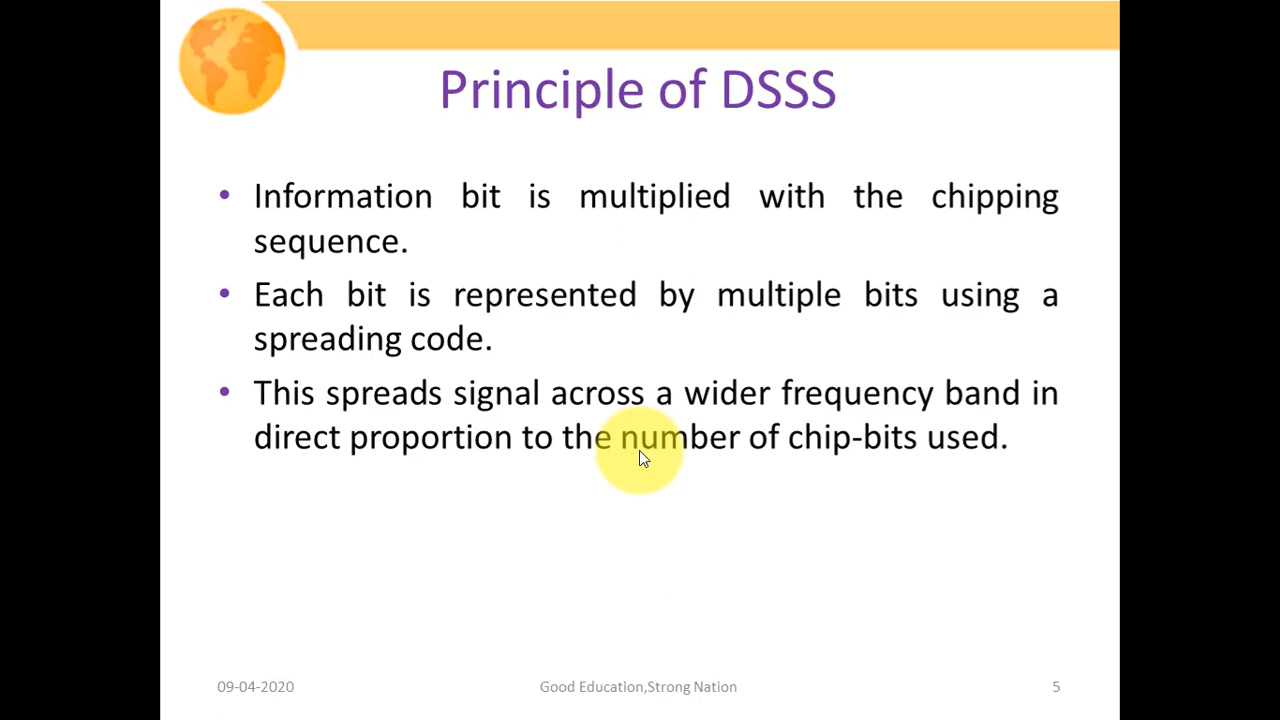 Principle of DSSS
• Information bit is multiplied with the chipping
sequence.
• Each bit is represented by multiple bits using a
spreading code.
• This spreads signal across a wider frequency band in
direct proportion to the number of chip-bits used.
09-04-2020 Good Education,Strong Nation 5